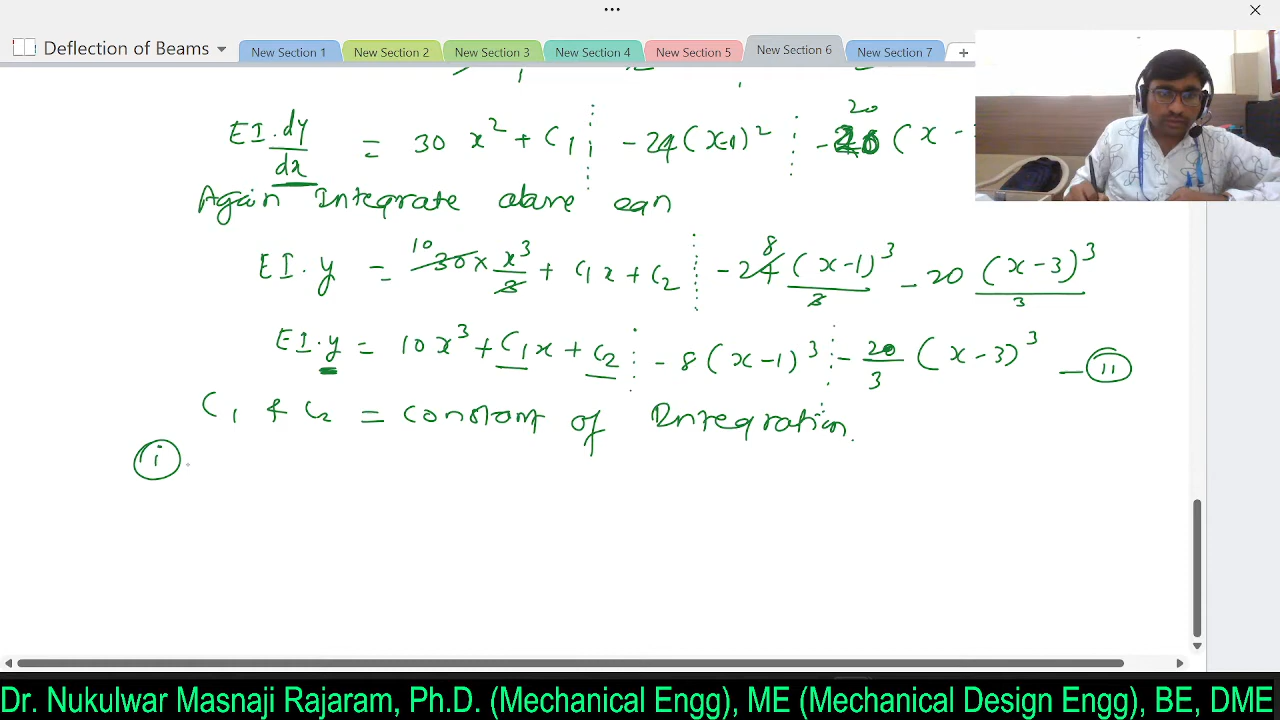 Deflection of Beams
New Section 1 New Section 2 New Section 3 New Section 4 New Section 5 New Section 6 New Section 7 +
EI.dy/dx = 30 x² + C₁ ⋮ - 24(x-1)² ⋮ - 20 (x -
Again Integrate above eqn
EI.y = 10 30 × x³/3 + C₁x + C₂ ⋮ - 24 8 (x-1)³/3 - 20 (x-3)³/3
EI.y = 10x³ + C₁x + C₂ ⋮ - 8(x-1)³ ⋮ - 20/3 (x-3)³ — II
C₁ & C₂ = constant of Integration.
i
Dr. Nukulwar Masnaji Rajaram, Ph.D. (Mechanical Engg), ME (Mechanical Design Engg), BE, DME